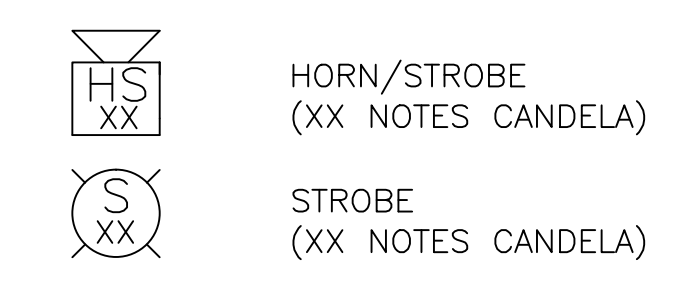 HS
XX
HORN/STROBE
(XX NOTES CANDELA)
S
XX
STROBE
(XX NOTES CANDELA)